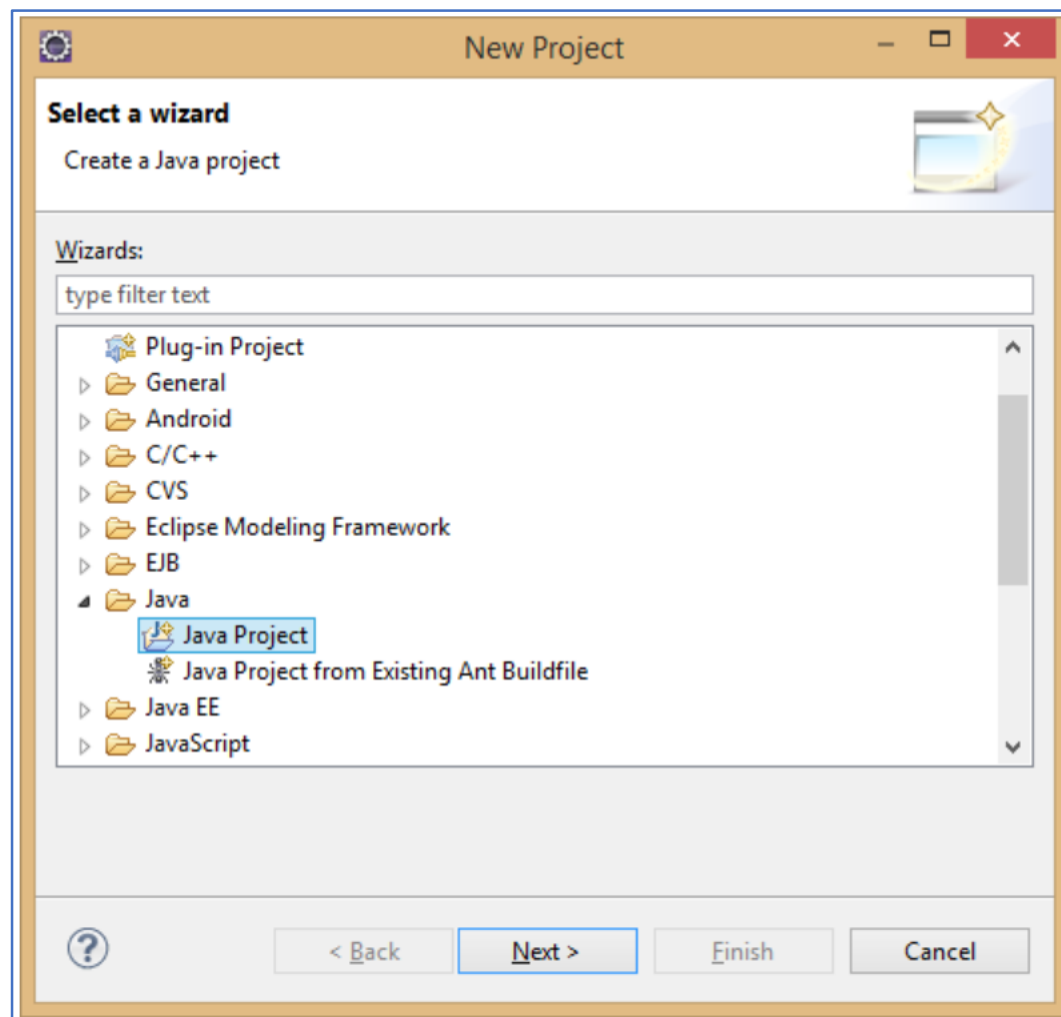 New Project
Select a wizard
Create a Java project
Wizards:
type filter text
Plug-in Project
General
Android
C/C++
CVS
Eclipse Modeling Framework
EJB
Java
Java Project
Java Project from Existing Ant Buildfile
Java EE
JavaScript
? < Back Next > Finish Cancel